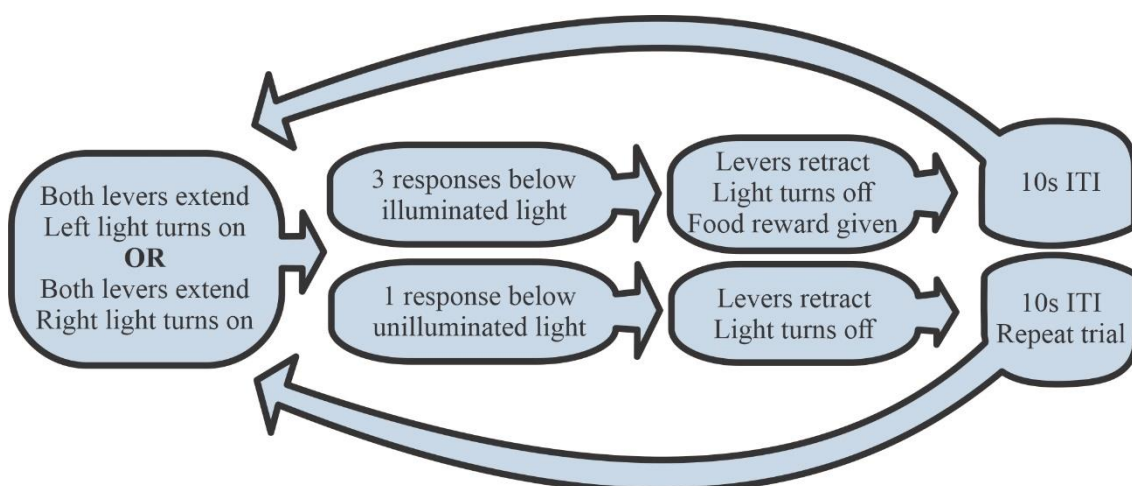 Both levers extend
Left light turns on
OR
Both levers extend
Right light turns on
3 responses below
illuminated light
Levers retract
Light turns off
Food reward given
10s ITI
1 response below
unilluminated light
Levers retract
Light turns off
10s ITI
Repeat trial